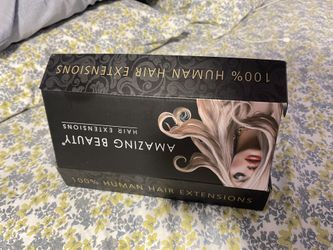 100% HUMAN HAIR EXTENSIONS
AMAZING BEAUTY
HAIR EXTENSIONS
100% HUMAN HAIR EXTENSIONS